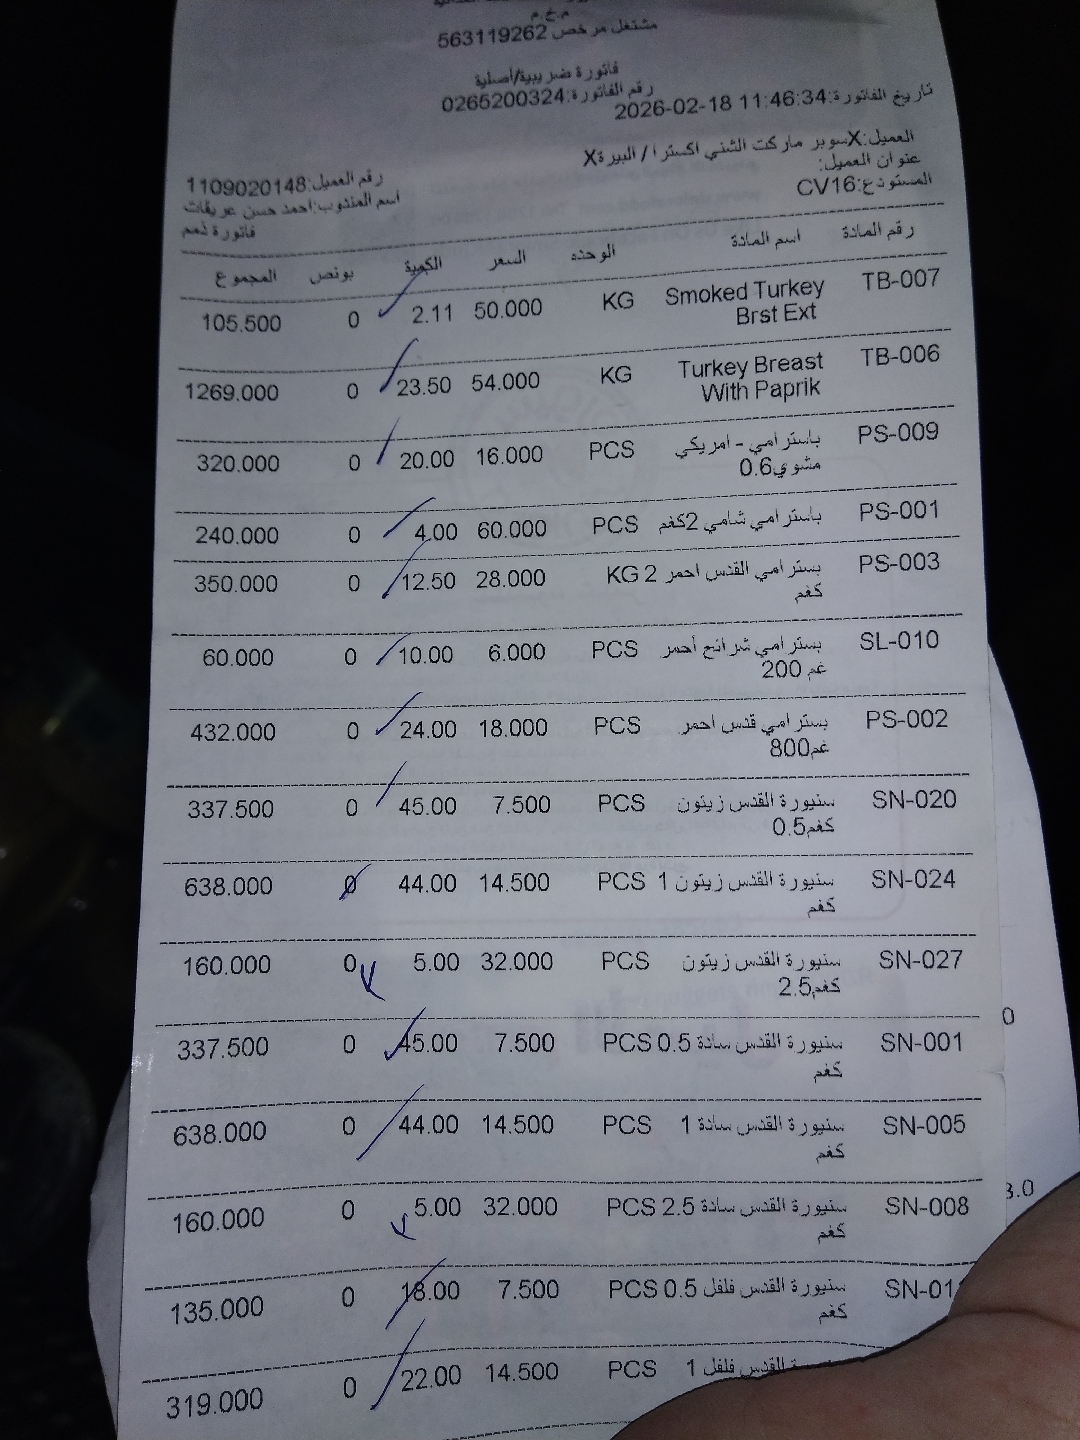 م.خ.م
مشتغل مرخص 563119262
فاتورة ضريبية/أصلية
رقم الفاتورة:0265200324
تاريخ الفاتورة:2026-02-18 11:46:34
العميل:Xسوبر ماركت الشني اكسترا / البيرةX
عنوان العميل:
رقم العميل:1109020148
المستودع:CV16
اسم المندوب:احمد حسن عريقات
فاتورة ذمم
رقم المادة اسم المادة الوحده السعر الكمية بونص المجموع
TB-007 Smoked Turkey KG 50.000 2.11 0 105.500
Brst Ext
TB-006 Turkey Breast KG 54.000 23.50 0 1269.000
With Paprik
PS-009 باسترامي - امريكي PCS 16.000 20.00 0 320.000
مشوي0.6
PS-001 باسترامي شامي 2كغم PCS 60.000 4.00 0 240.000
PS-003 بسترامي القدس احمر 2 KG 28.000 12.50 0 350.000
كغم
SL-010 بسترامي شرائح أحمر PCS 6.000 10.00 0 60.000
200 غم
PS-002 بسترامي قدس احمر PCS 18.000 24.00 0 432.000
800غم
SN-020 سنيورة القدس زيتون PCS 7.500 45.00 0 337.500
0.5كغم
SN-024 سنيورة القدس زيتون 1 PCS 14.500 44.00 0 638.000
كغم
SN-027 سنيورة القدس زيتون PCS 32.000 5.00 0 160.000
2.5كغم
SN-001 سنيورة القدس سادة 0.5 PCS 7.500 45.00 0 337.500
كغم
SN-005 سنيورة القدس سادة 1 PCS 14.500 44.00 0 638.000
كغم
SN-008 سنيورة القدس سادة 2.5 PCS 32.000 5.00 0 160.000
كغم
SN-01 سنيورة القدس فلفل 0.5 PCS 7.500 18.00 0 135.000
كغم
القدس فلفل 1 PCS 14.500 22.00 0 319.000